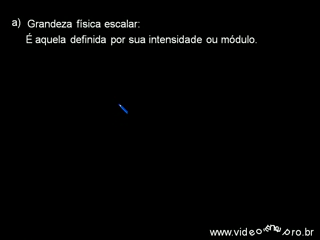 a) Grandeza física escalar:
É aquela definida por sua intensidade ou módulo.